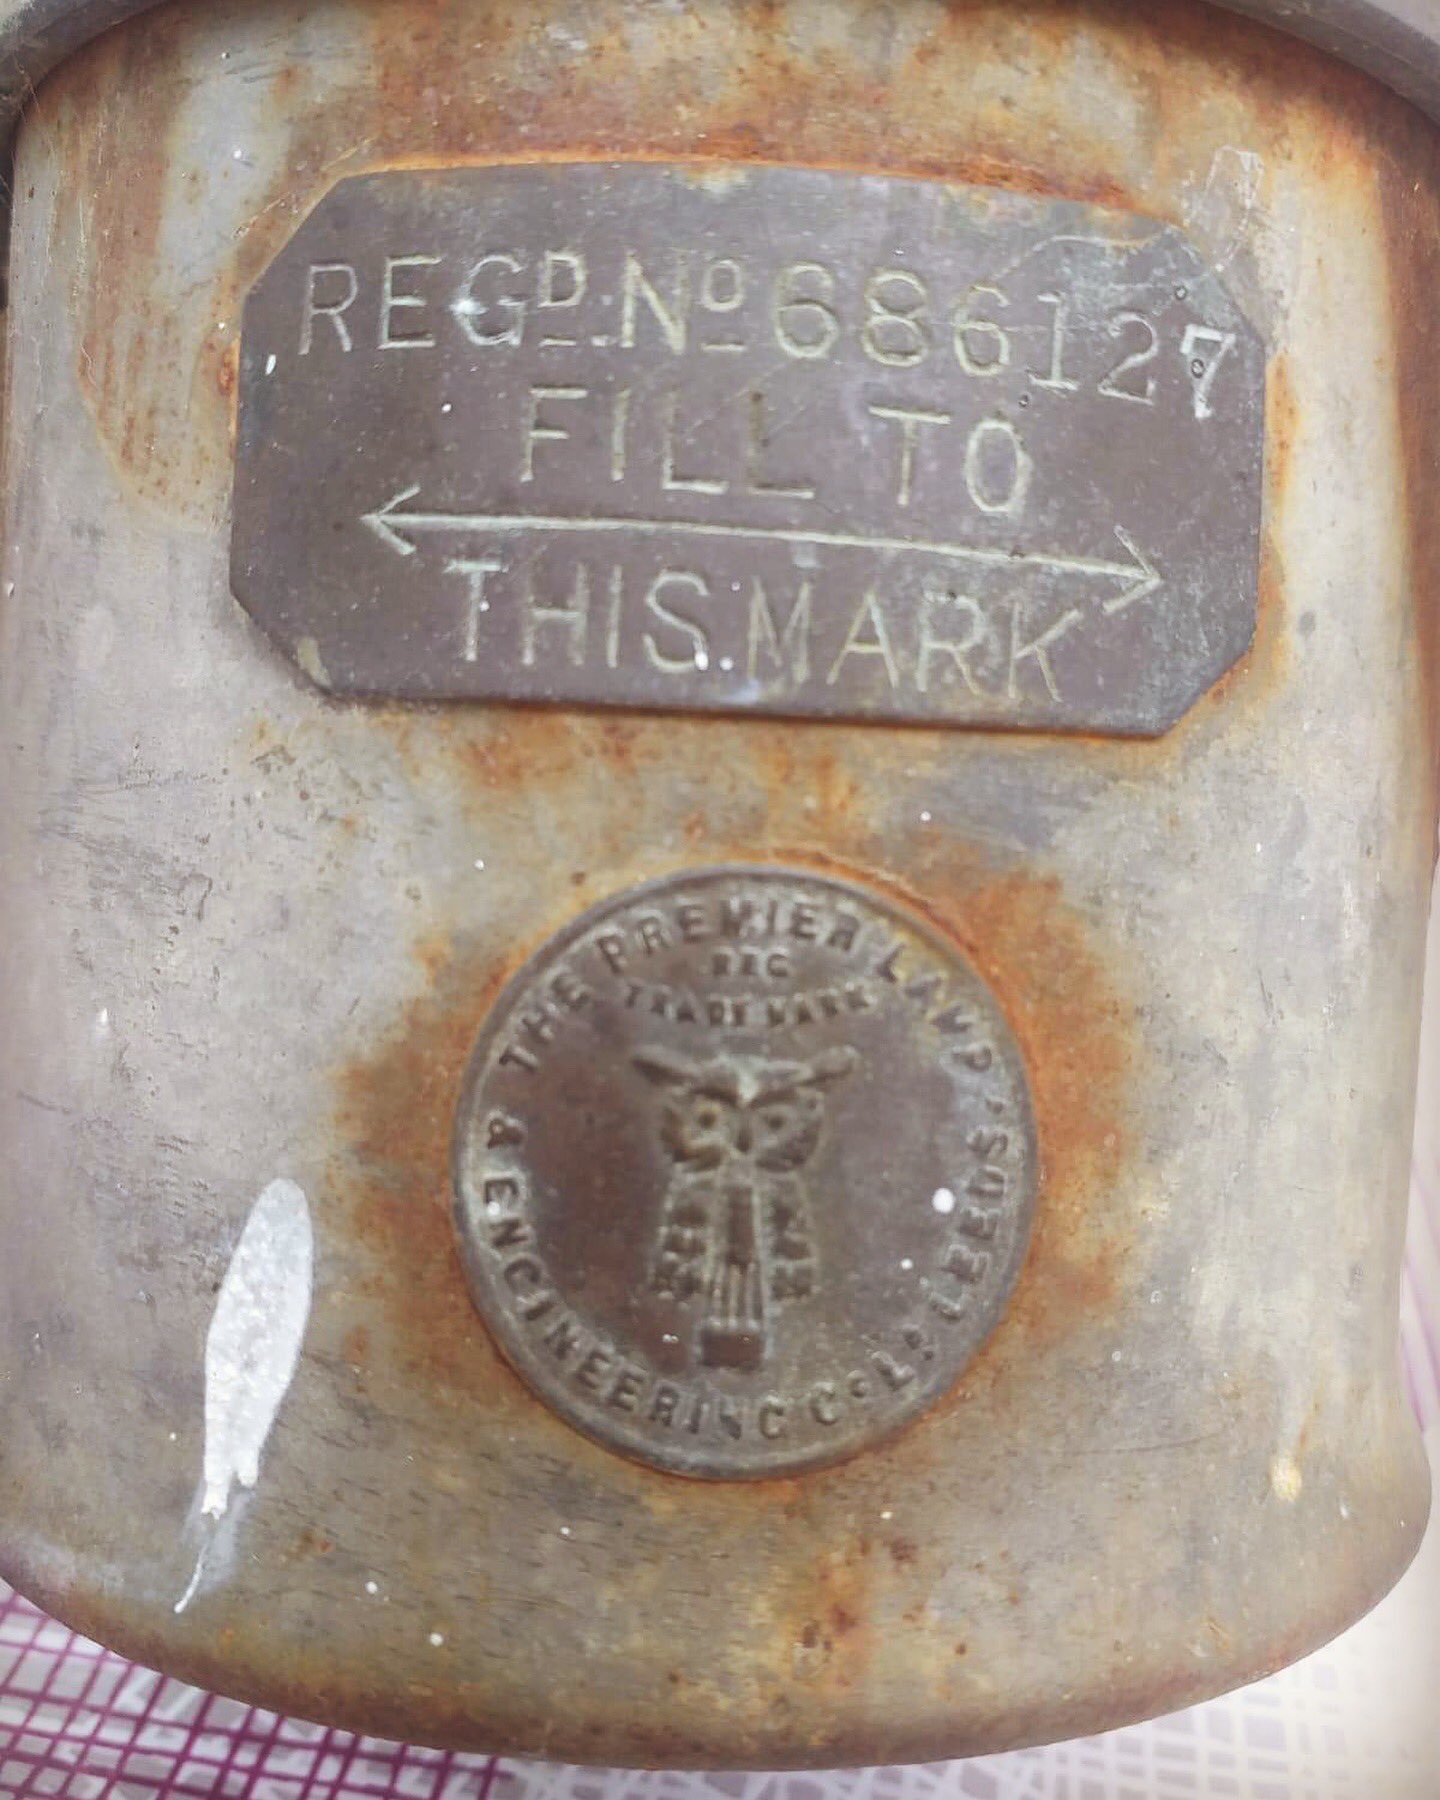 REGD. No 686127
FILL TO
THIS.MARK
THE PREMIER LAMP
REG
TRADE MARK
& ENGINEERING Co LD LEEDS.